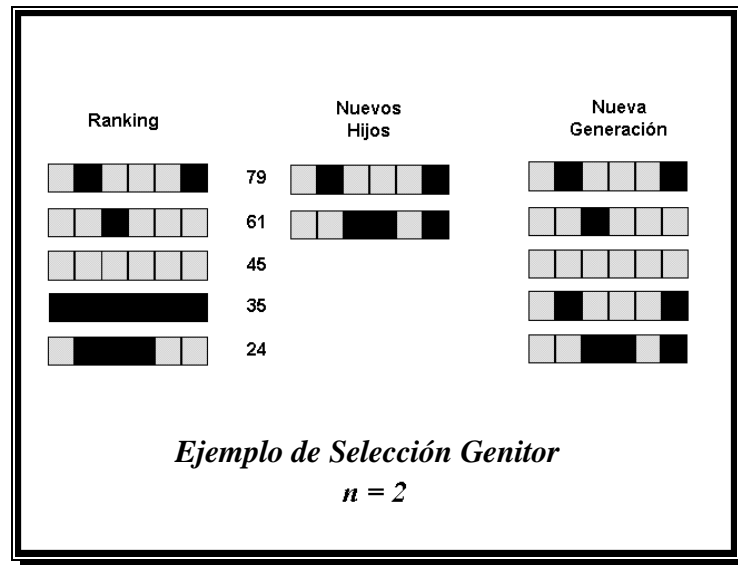 Ranking
Nuevos
Hijos
Nueva
Generación
79
61
45
35
24
Ejemplo de Selección Genitor
n = 2